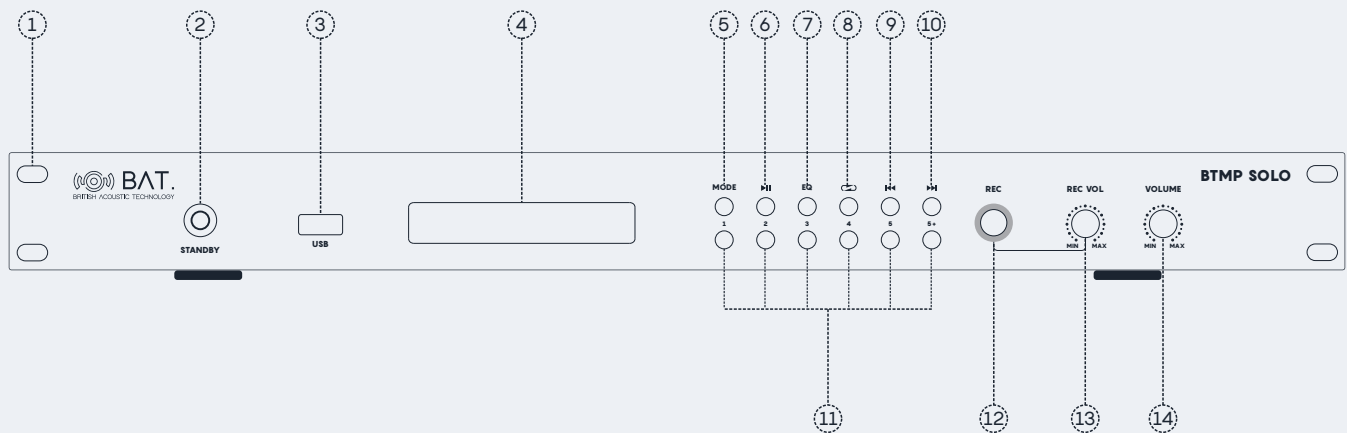 1 2 3 4 5 6 7 8 9 10
BAT.
BRITISH ACOUSTIC TECHNOLOGY
STANDBY
USB
MODE EQ
1 2 3 4 5 5+
REC
REC VOL
MIN MAX
VOLUME
MIN MAX
BTMP SOLO
11 12 13 14